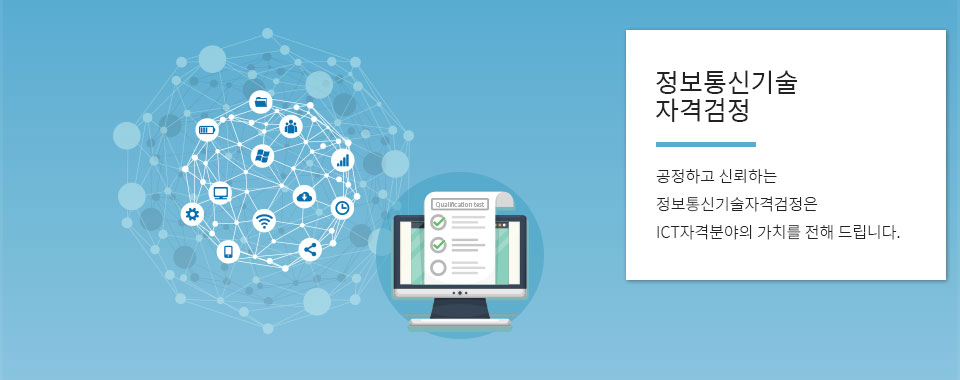 정보통신기술
자격검정
공정하고 신뢰하는
정보통신기술자격검정은
ICT자격분야의 가치를 전해 드립니다.
Qualification test